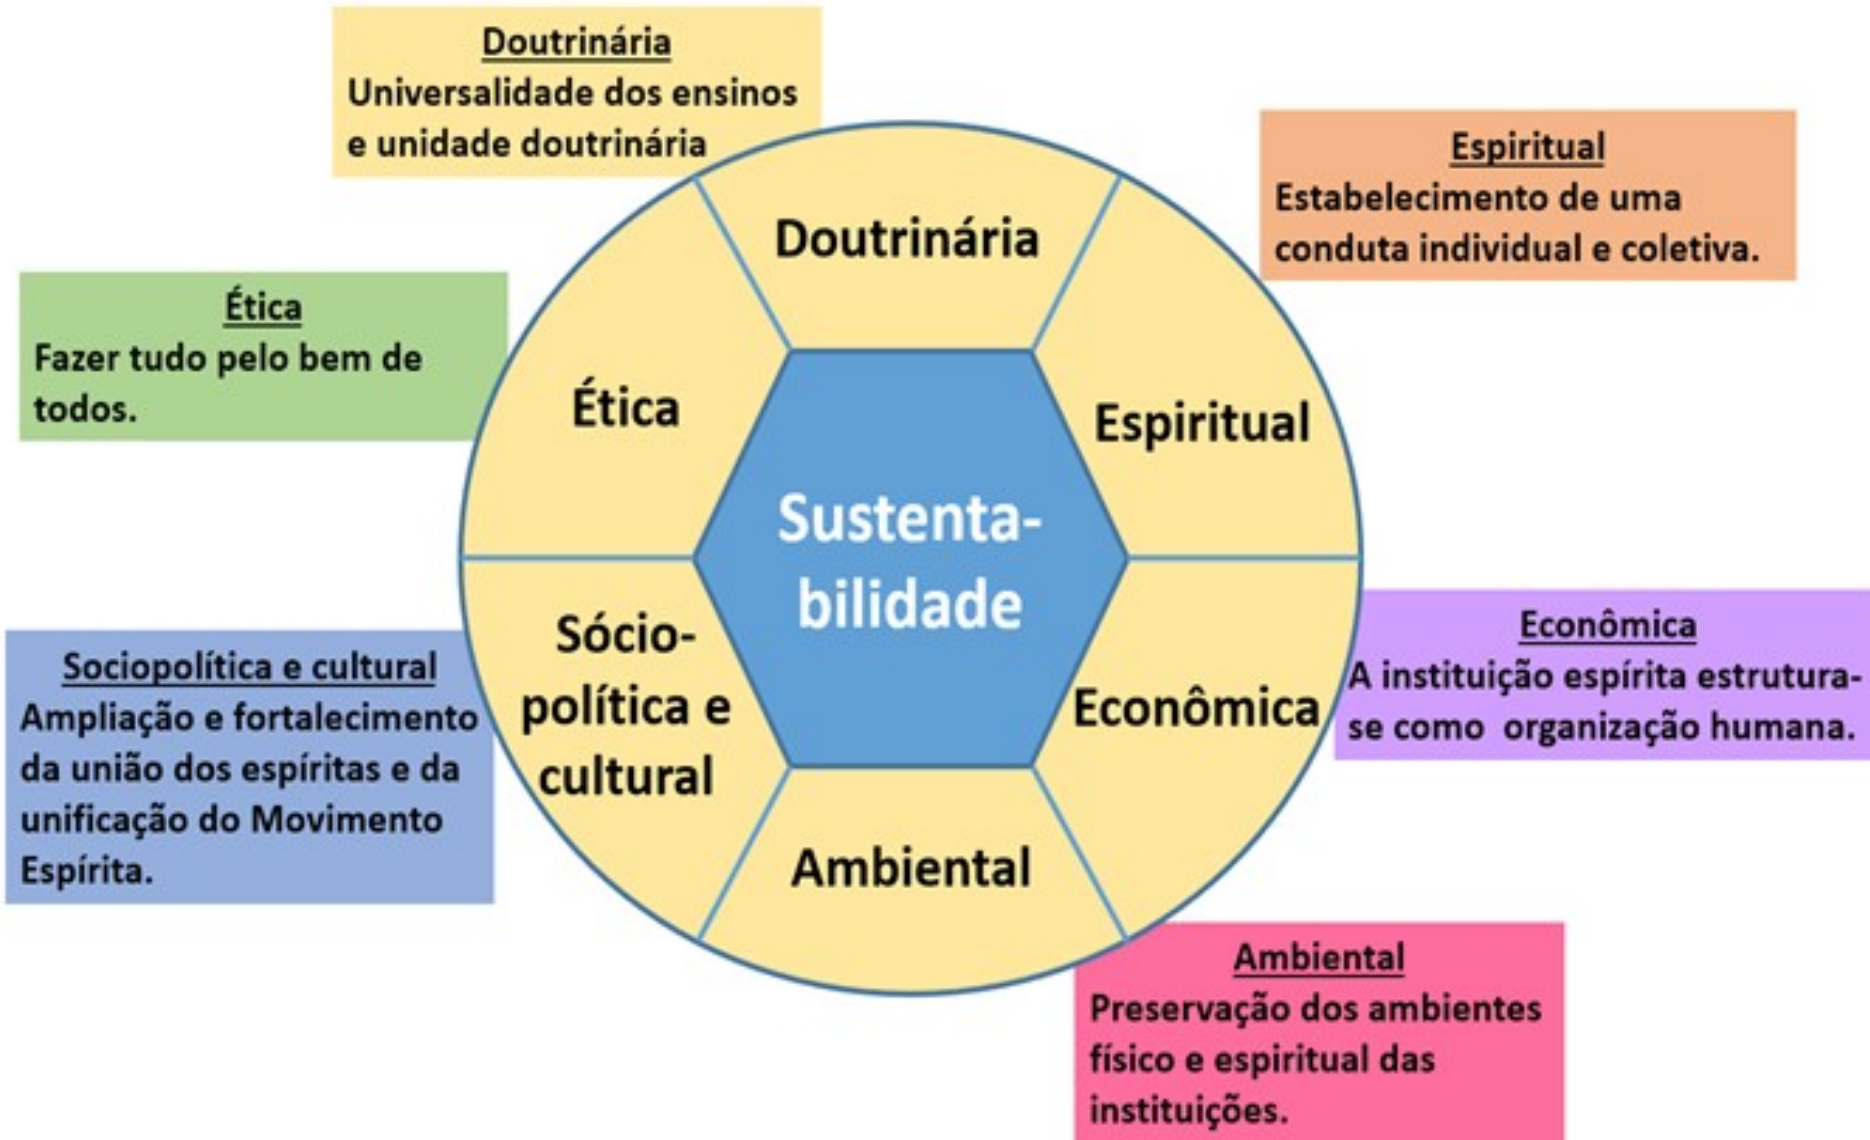 Doutrinária
Universalidade dos ensinos
e unidade doutrinária
Espiritual
Estabelecimento de uma
conduta individual e coletiva.
Ética
Fazer tudo pelo bem de
todos.
Doutrinária
Ética
Espiritual
Sustenta-
bilidade
Sócio-
política e
cultural
Econômica
Ambiental
Sociopolítica e cultural
Ampliação e fortalecimento
da união dos espíritas e da
unificação do Movimento
Espírita.
Econômica
A instituição espírita estrutura-
se como organização humana.
Ambiental
Preservação dos ambientes
físico e espiritual das
instituições.